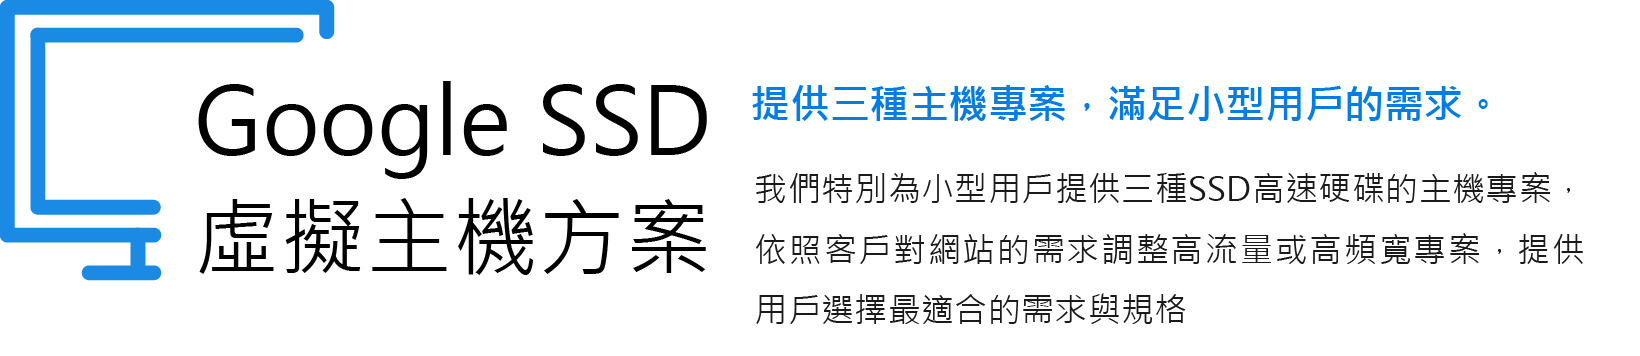 Google SSD
虛擬主機方案
提供三種主機專案，滿足小型用戶的需求。
我們特別為小型用戶提供三種SSD高速硬碟的主機專案，
依照客戶對網站的需求調整高流量或高頻寬專案，提供
用戶選擇最適合的需求與規格